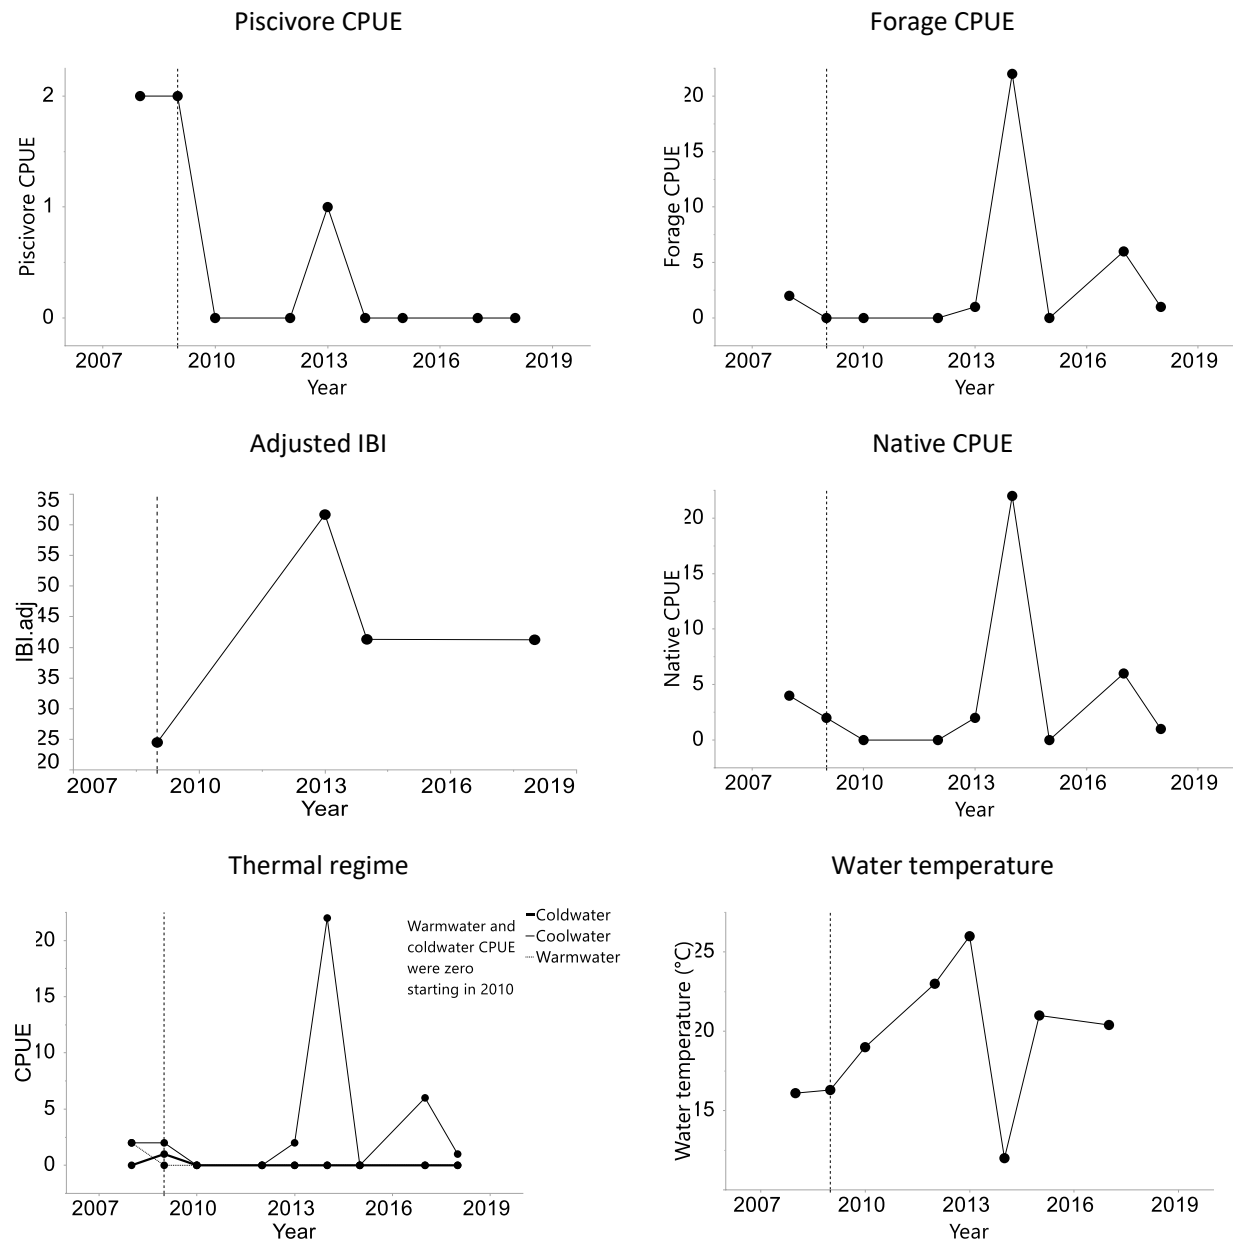 Piscivore CPUE
Piscivore CPUE
2
1
0
2007 2010 2013 2016 2019
Year
Forage CPUE
Forage CPUE
20
15
10
5
0
2007 2010 2013 2016 2019
Year
Adjusted IBI
IBI.adj
65
60
55
50
45
40
35
30
25
20
2007 2010 2013 2016 2019
Year
Native CPUE
Native CPUE
20
15
10
5
0
2007 2010 2013 2016 2019
Year
Thermal regime
CPUE
20
15
10
5
0
Warmwater and
coldwater CPUE
were zero
starting in 2010
Coldwater
Coolwater
Warmwater
2007 2010 2013 2016 2019
Year
Water temperature
Water temperature (°C)
25
20
15
2007 2010 2013 2016 2019
Year